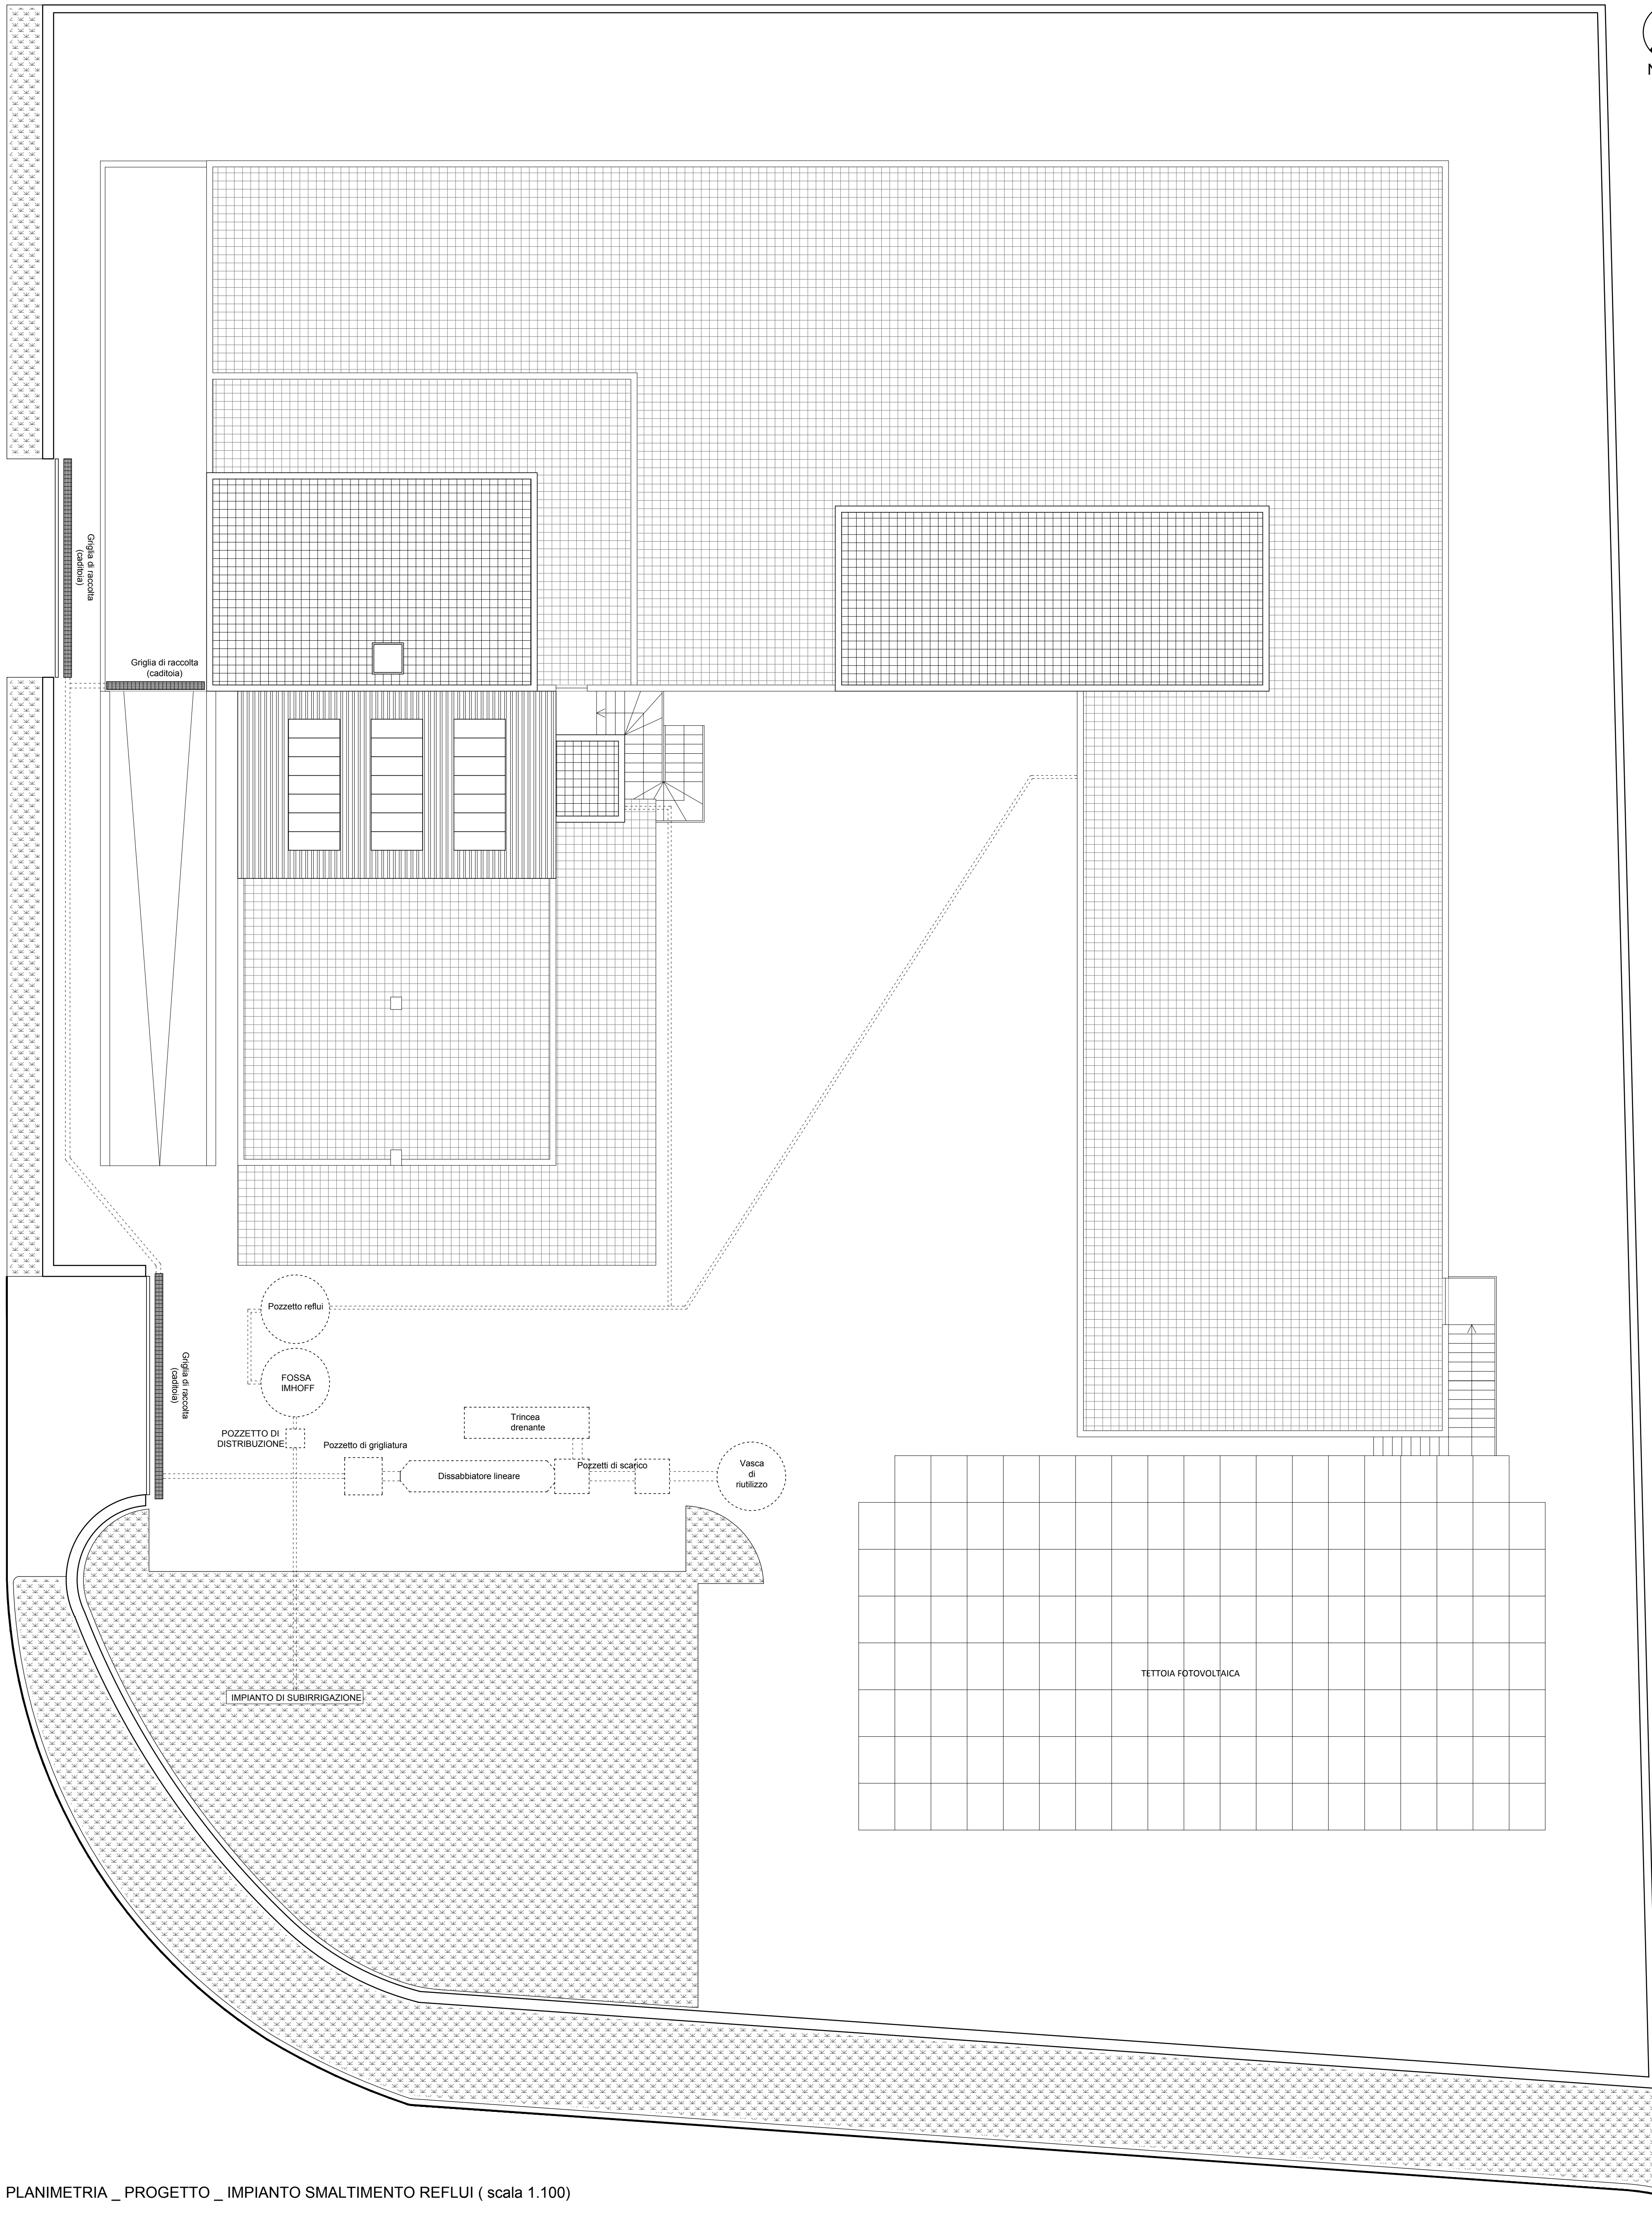 N
Griglia di raccolta
(caditoia)
Griglia di raccolta
(caditoia)
Pozzetto reflui
Griglia di raccolta
(caditoia)
FOSSA
IMHOFF
POZZETTO DI
DISTRIBUZIONE
Pozzetto di grigliatura
Trincea
drenante
Dissabbiatore lineare
Pozzetti di scarico
Vasca
di
riutilizzo
TETTOIA FOTOVOLTAICA
IMPIANTO DI SUBIRRIGAZIONE
PLANIMETRIA _ PROGETTO _ IMPIANTO SMALTIMENTO REFLUI ( scala 1.100)